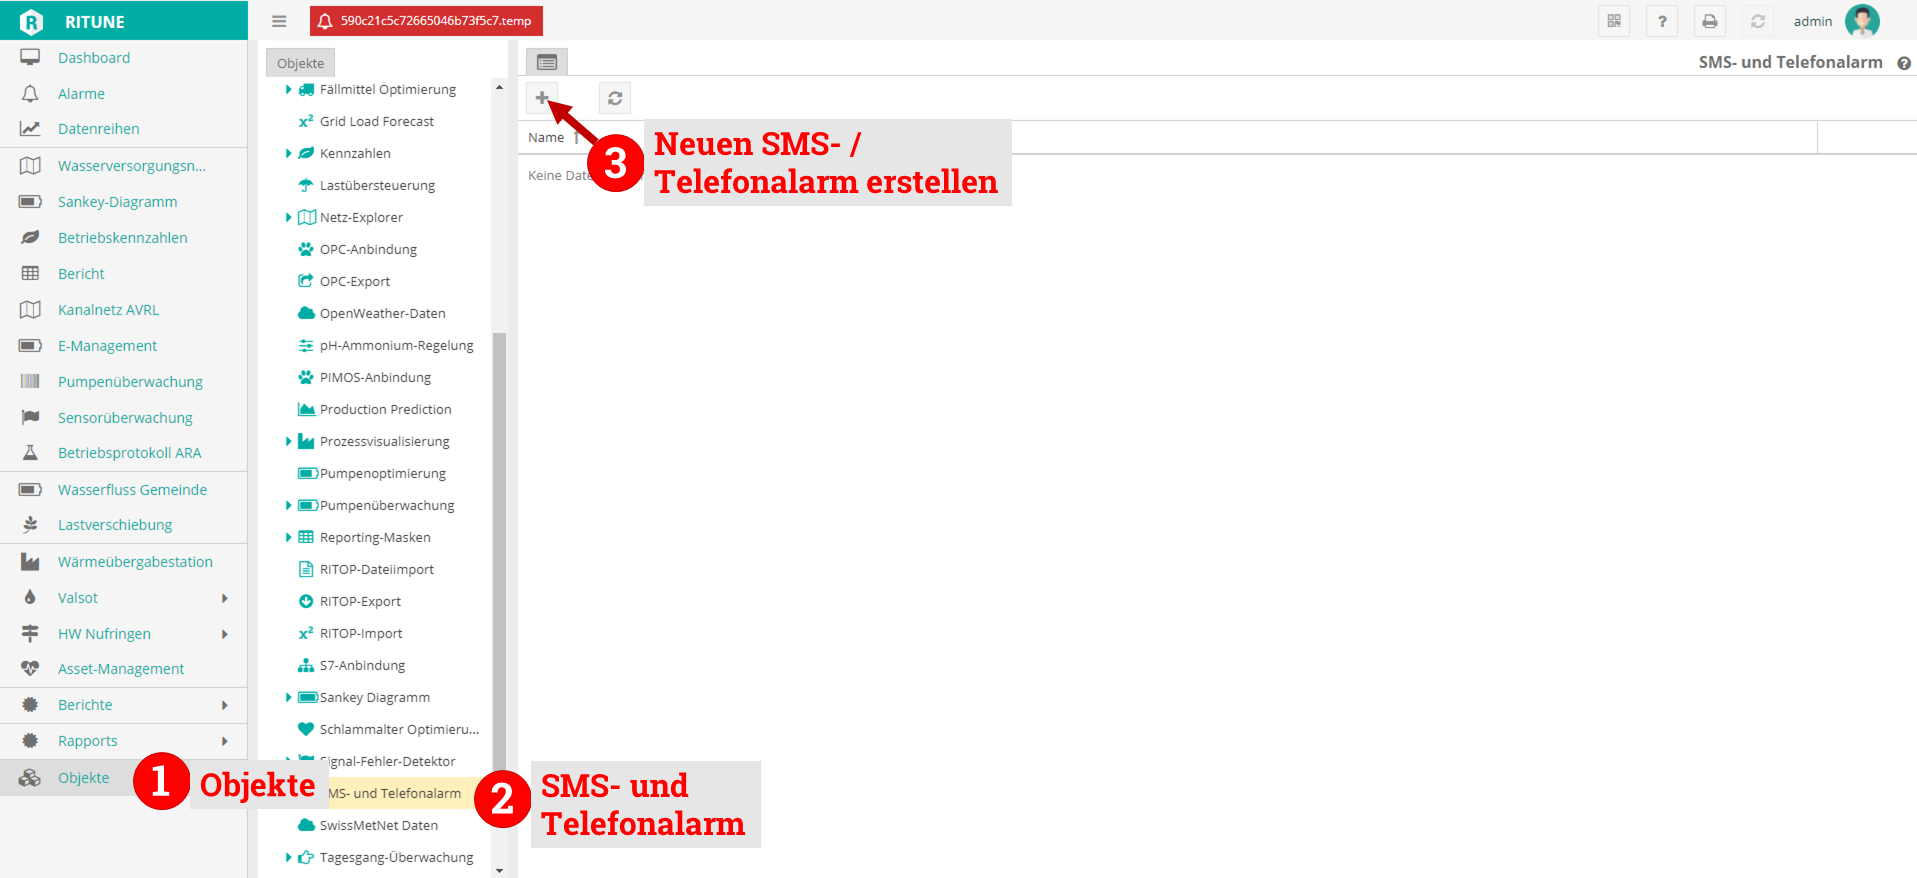 RITUNE
590c21c5c72665046b73f5c7.temp
?
admin
Dashboard
Alarme
Datenreihen
Wasserversorgungsn...
Sankey-Diagramm
Betriebskennzahlen
Bericht
Kanalnetz AVRL
E-Management
Pumpenüberwachung
Sensorüberwachung
Betriebsprotokoll ARA
Wasserfluss Gemeinde
Lastverschiebung
Wärmeübergabestation
Valsot
HW Nufringen
Asset-Management
Berichte
Rapports
Objekte
1
Objekte
Objekte
Fällmittel Optimierung
x² Grid Load Forecast
Kennzahlen
Lastübersteuerung
Netz-Explorer
OPC-Anbindung
OPC-Export
OpenWeather-Daten
pH-Ammonium-Regelung
PIMOS-Anbindung
Production Prediction
Prozessvisualisierung
Pumpenoptimierung
Pumpenüberwachung
Reporting-Masken
RITOP-Dateiimport
RITOP-Export
x² RITOP-Import
S7-Anbindung
Sankey Diagramm
Schlammalter Optimieru...
Signal-Fehler-Detektor
MS- und Telefonalarm
SwissMetNet Daten
Tagesgang-Überwachung
2
SMS- und
Telefonalarm
SMS- und Telefonalarm ?
Name ↑
Keine Date
3
Neuen SMS- /
Telefonalarm erstellen